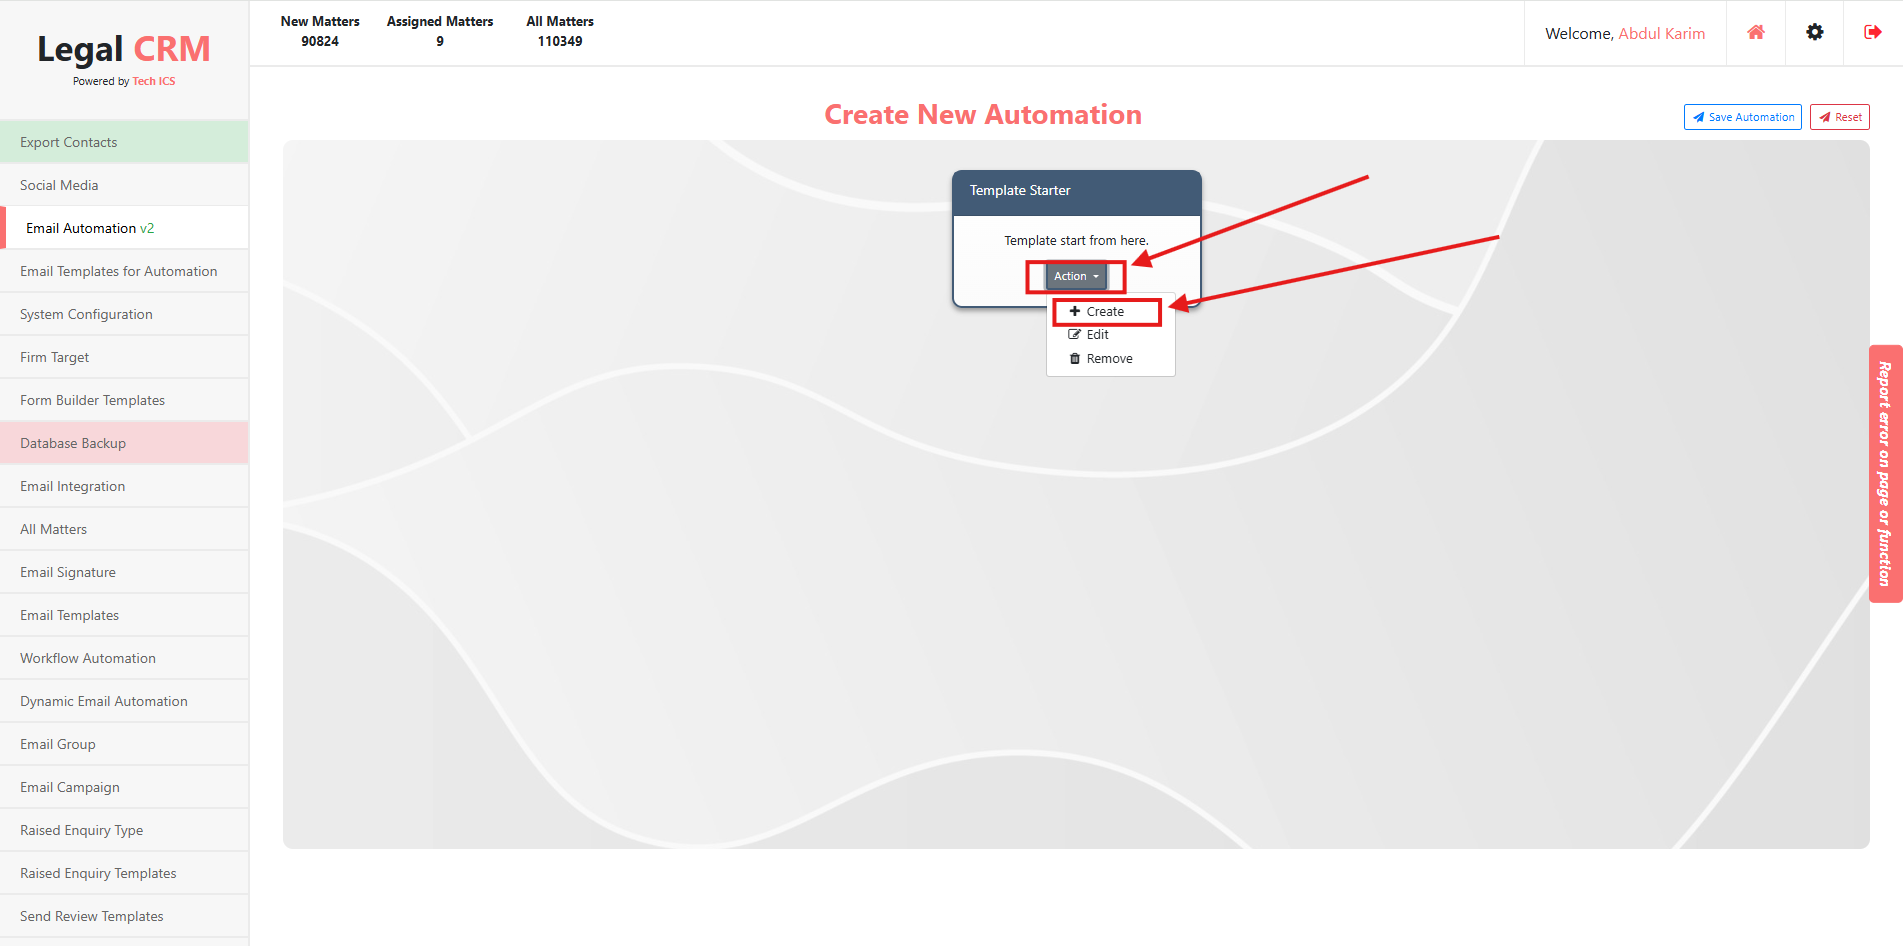 Legal CRM
Powered by Tech ICS
New Matters
90824
Assigned Matters
9
All Matters
110349
Welcome, Abdul Karim
Export Contacts
Social Media
Email Automation v2
Email Templates for Automation
System Configuration
Firm Target
Form Builder Templates
Database Backup
Email Integration
All Matters
Email Signature
Email Templates
Workflow Automation
Dynamic Email Automation
Email Group
Email Campaign
Raised Enquiry Type
Raised Enquiry Templates
Send Review Templates
Create New Automation
Save Automation
Reset
Template Starter
Template start from here.
Action
Create
Edit
Remove
Report error on page or function